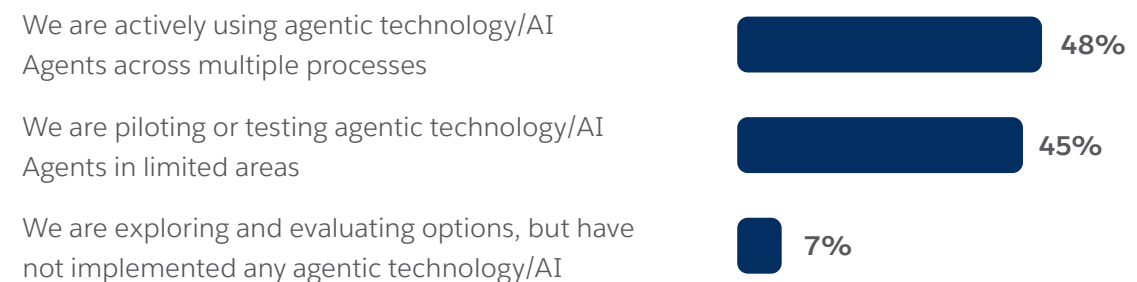 We are actively using agentic technology/AI
Agents across multiple processes
48%
We are piloting or testing agentic technology/AI
Agents in limited areas
45%
We are exploring and evaluating options, but have
not implemented any agentic technology/AI
7%